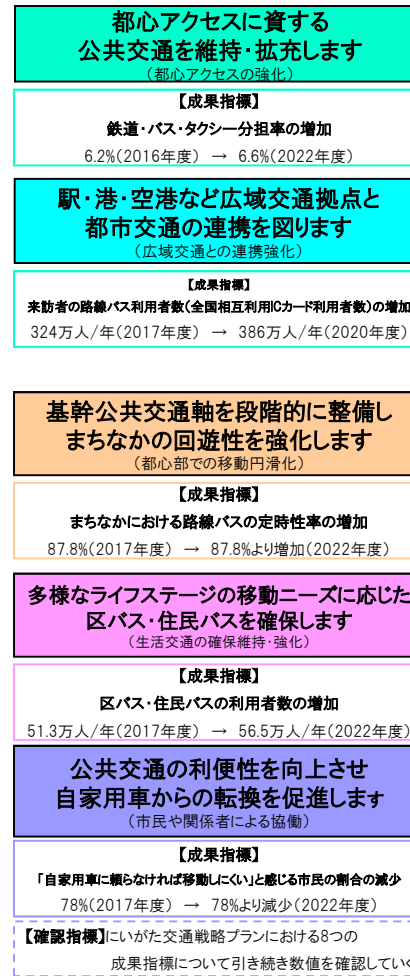 都心アクセスに資する
公共交通を維持・拡充します
（都心アクセスの強化）
【成果指標】
鉄道・バス・タクシー分担率の増加
6.2%(2016年度) → 6.6%(2022年度)
駅・港・空港など広域交通拠点と
都市交通の連携を図ります
（広域交通との連携強化）
【成果指標】
来訪者の路線バス利用者数（全国相互利用ICカード利用者数）の増加
324万人/年(2017年度) → 386万人/年(2020年度)
基幹公共交通軸を段階的に整備し
まちなかの回遊性を強化します
（都心部での移動円滑化）
【成果指標】
まちなかにおける路線バスの定時性率の増加
87.8%(2017年度) → 87.8%より増加(2022年度)
多様なライフステージの移動ニーズに応じた
区バス・住民バスを確保します
（生活交通の確保維持・強化）
【成果指標】
区バス・住民バスの利用者数の増加
51.3万人/年(2017年度) → 56.5万人/年(2022年度)
公共交通の利便性を向上させ
自家用車からの転換を促進します
（市民や関係者による協働）
【成果指標】
「自家用車に頼らなければ移動しにくい」と感じる市民の割合の減少
78%(2017年度) → 78%より減少(2022年度)
【確認指標】にいがた交通戦略プランにおける8つの
成果指標について引き続き数値を確認してい